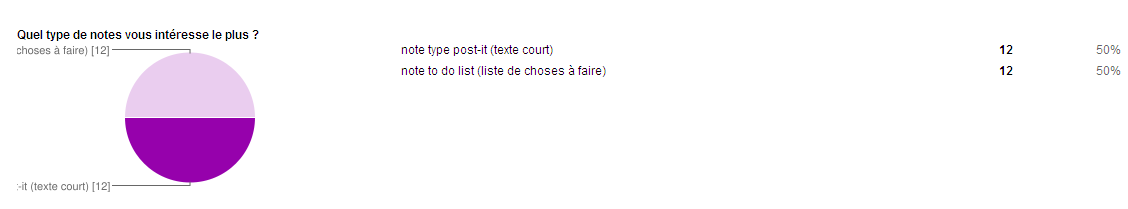 Quel type de notes vous intéresse le plus ?
choses à faire) [12]
note type post-it (texte court) 12 50%
note to do list (liste de choses à faire) 12 50%
-it (texte court) [12]